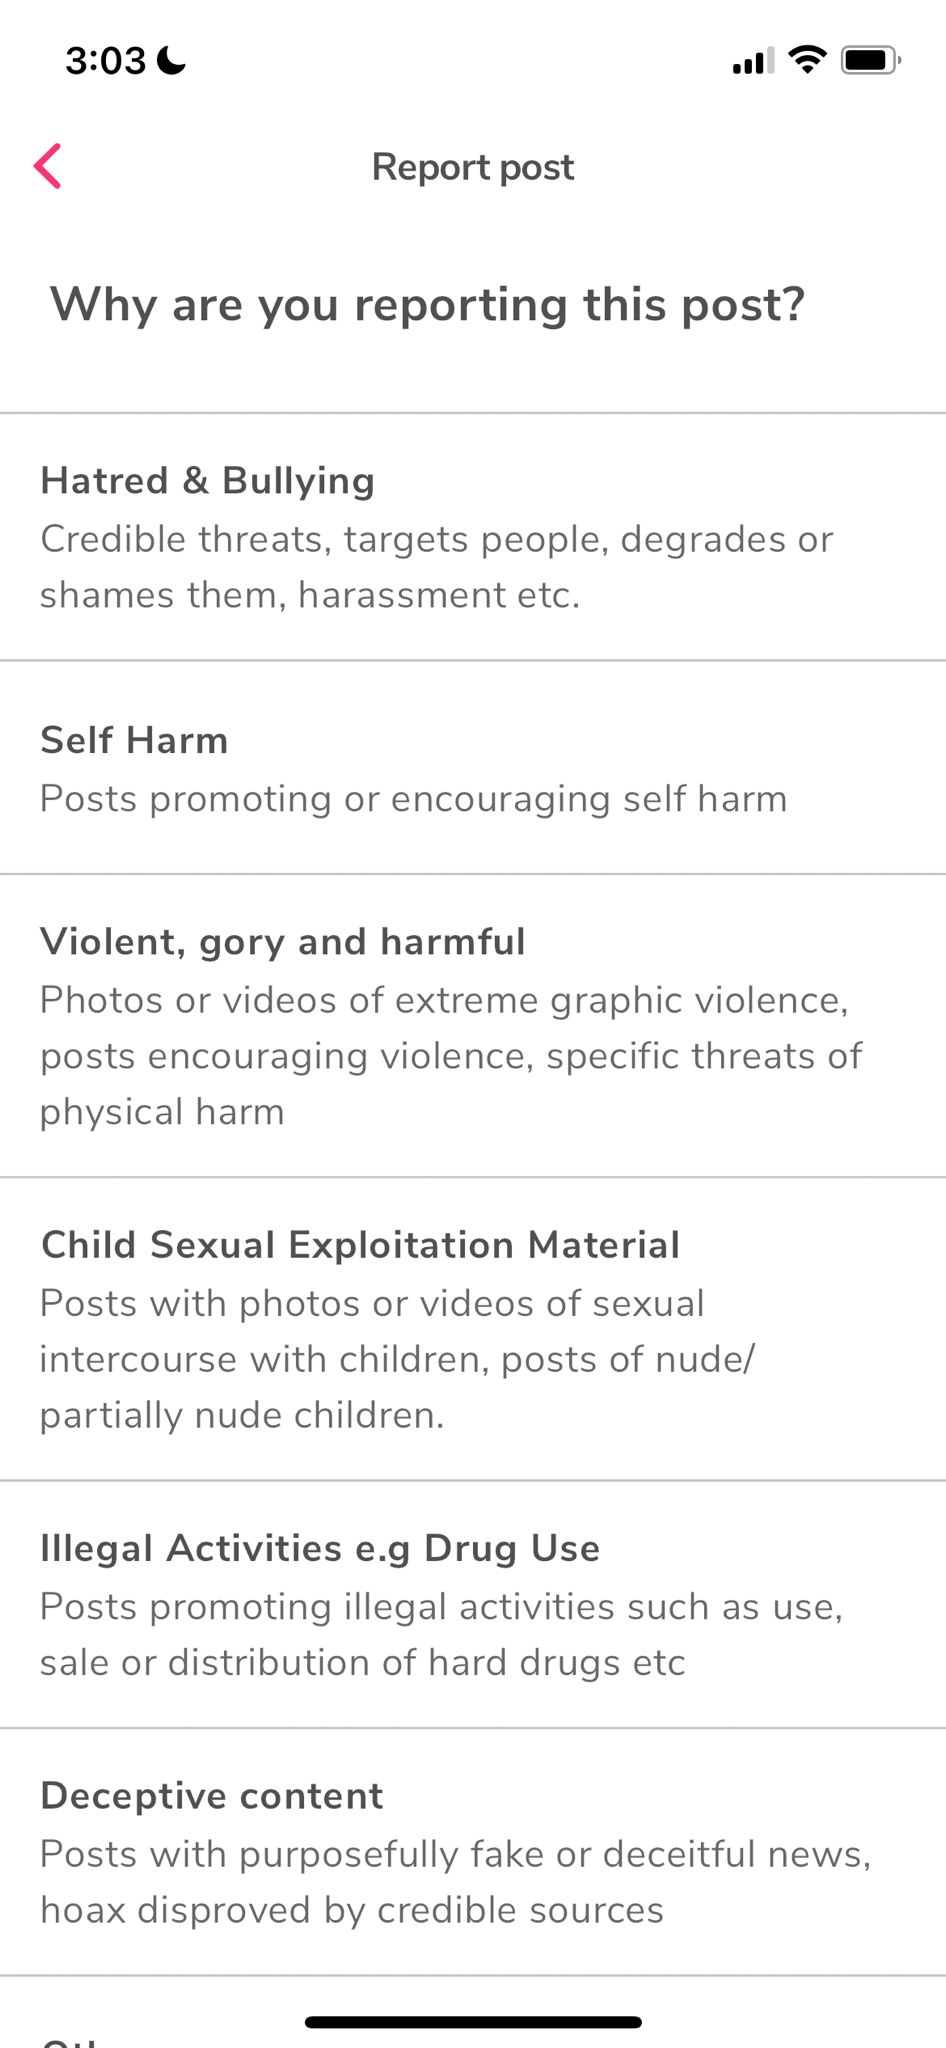 3:03
Report post
Why are you reporting this post?
Hatred & Bullying
Credible threats, targets people, degrades or
shames them, harassment etc.
Self Harm
Posts promoting or encouraging self harm
Violent, gory and harmful
Photos or videos of extreme graphic violence,
posts encouraging violence, specific threats of
physical harm
Child Sexual Exploitation Material
Posts with photos or videos of sexual
intercourse with children, posts of nude/
partially nude children.
Illegal Activities e.g Drug Use
Posts promoting illegal activities such as use,
sale or distribution of hard drugs etc
Deceptive content
Posts with purposefully fake or deceitful news,
hoax disproved by credible sources